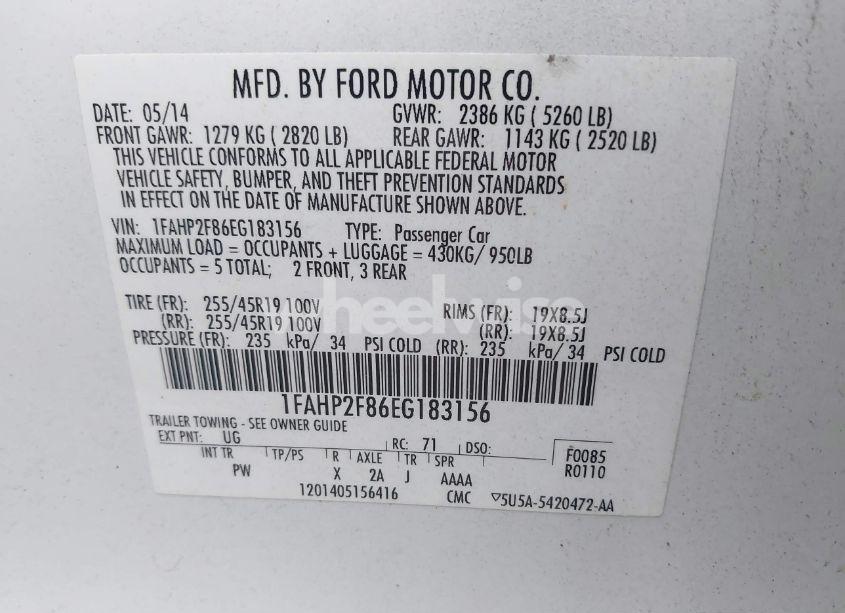 MFD. BY FORD MOTOR CO.
DATE: 05/14 GVWR: 2386 KG ( 5260 LB)
FRONT GAWR: 1279 KG ( 2820 LB) REAR GAWR: 1143 KG ( 2520 LB)
THIS VEHICLE CONFORMS TO ALL APPLICABLE FEDERAL MOTOR
VEHICLE SAFETY, BUMPER, AND THEFT PREVENTION STANDARDS
IN EFFECT ON THE DATE OF MANUFACTURE SHOWN ABOVE.
VIN: 1FAHP2F86EG183156 TYPE: Passenger Car
MAXIMUM LOAD = OCCUPANTS + LUGGAGE = 430KG/ 950LB
OCCUPANTS = 5 TOTAL; 2 FRONT, 3 REAR
wheelwise
TIRE (FR): 255/45R19 100V RIMS (FR): 19X8.5J
(RR): 255/45R19 100V (RR): 19X8.5J
PRESSURE (FR): 235 kPa/ 34 PSI COLD (RR): 235 kPa/ 34 PSI COLD
1FAHP2F86EG183156
TRAILER TOWING - SEE OWNER GUIDE
EXT PNT: UG RC: 71 DSO: F0085
INT TR TP/PS R AXLE TR SPR R0110
PW X 2A J AAAA
1201405156416 CMC ▽5U5A-5420472-AA